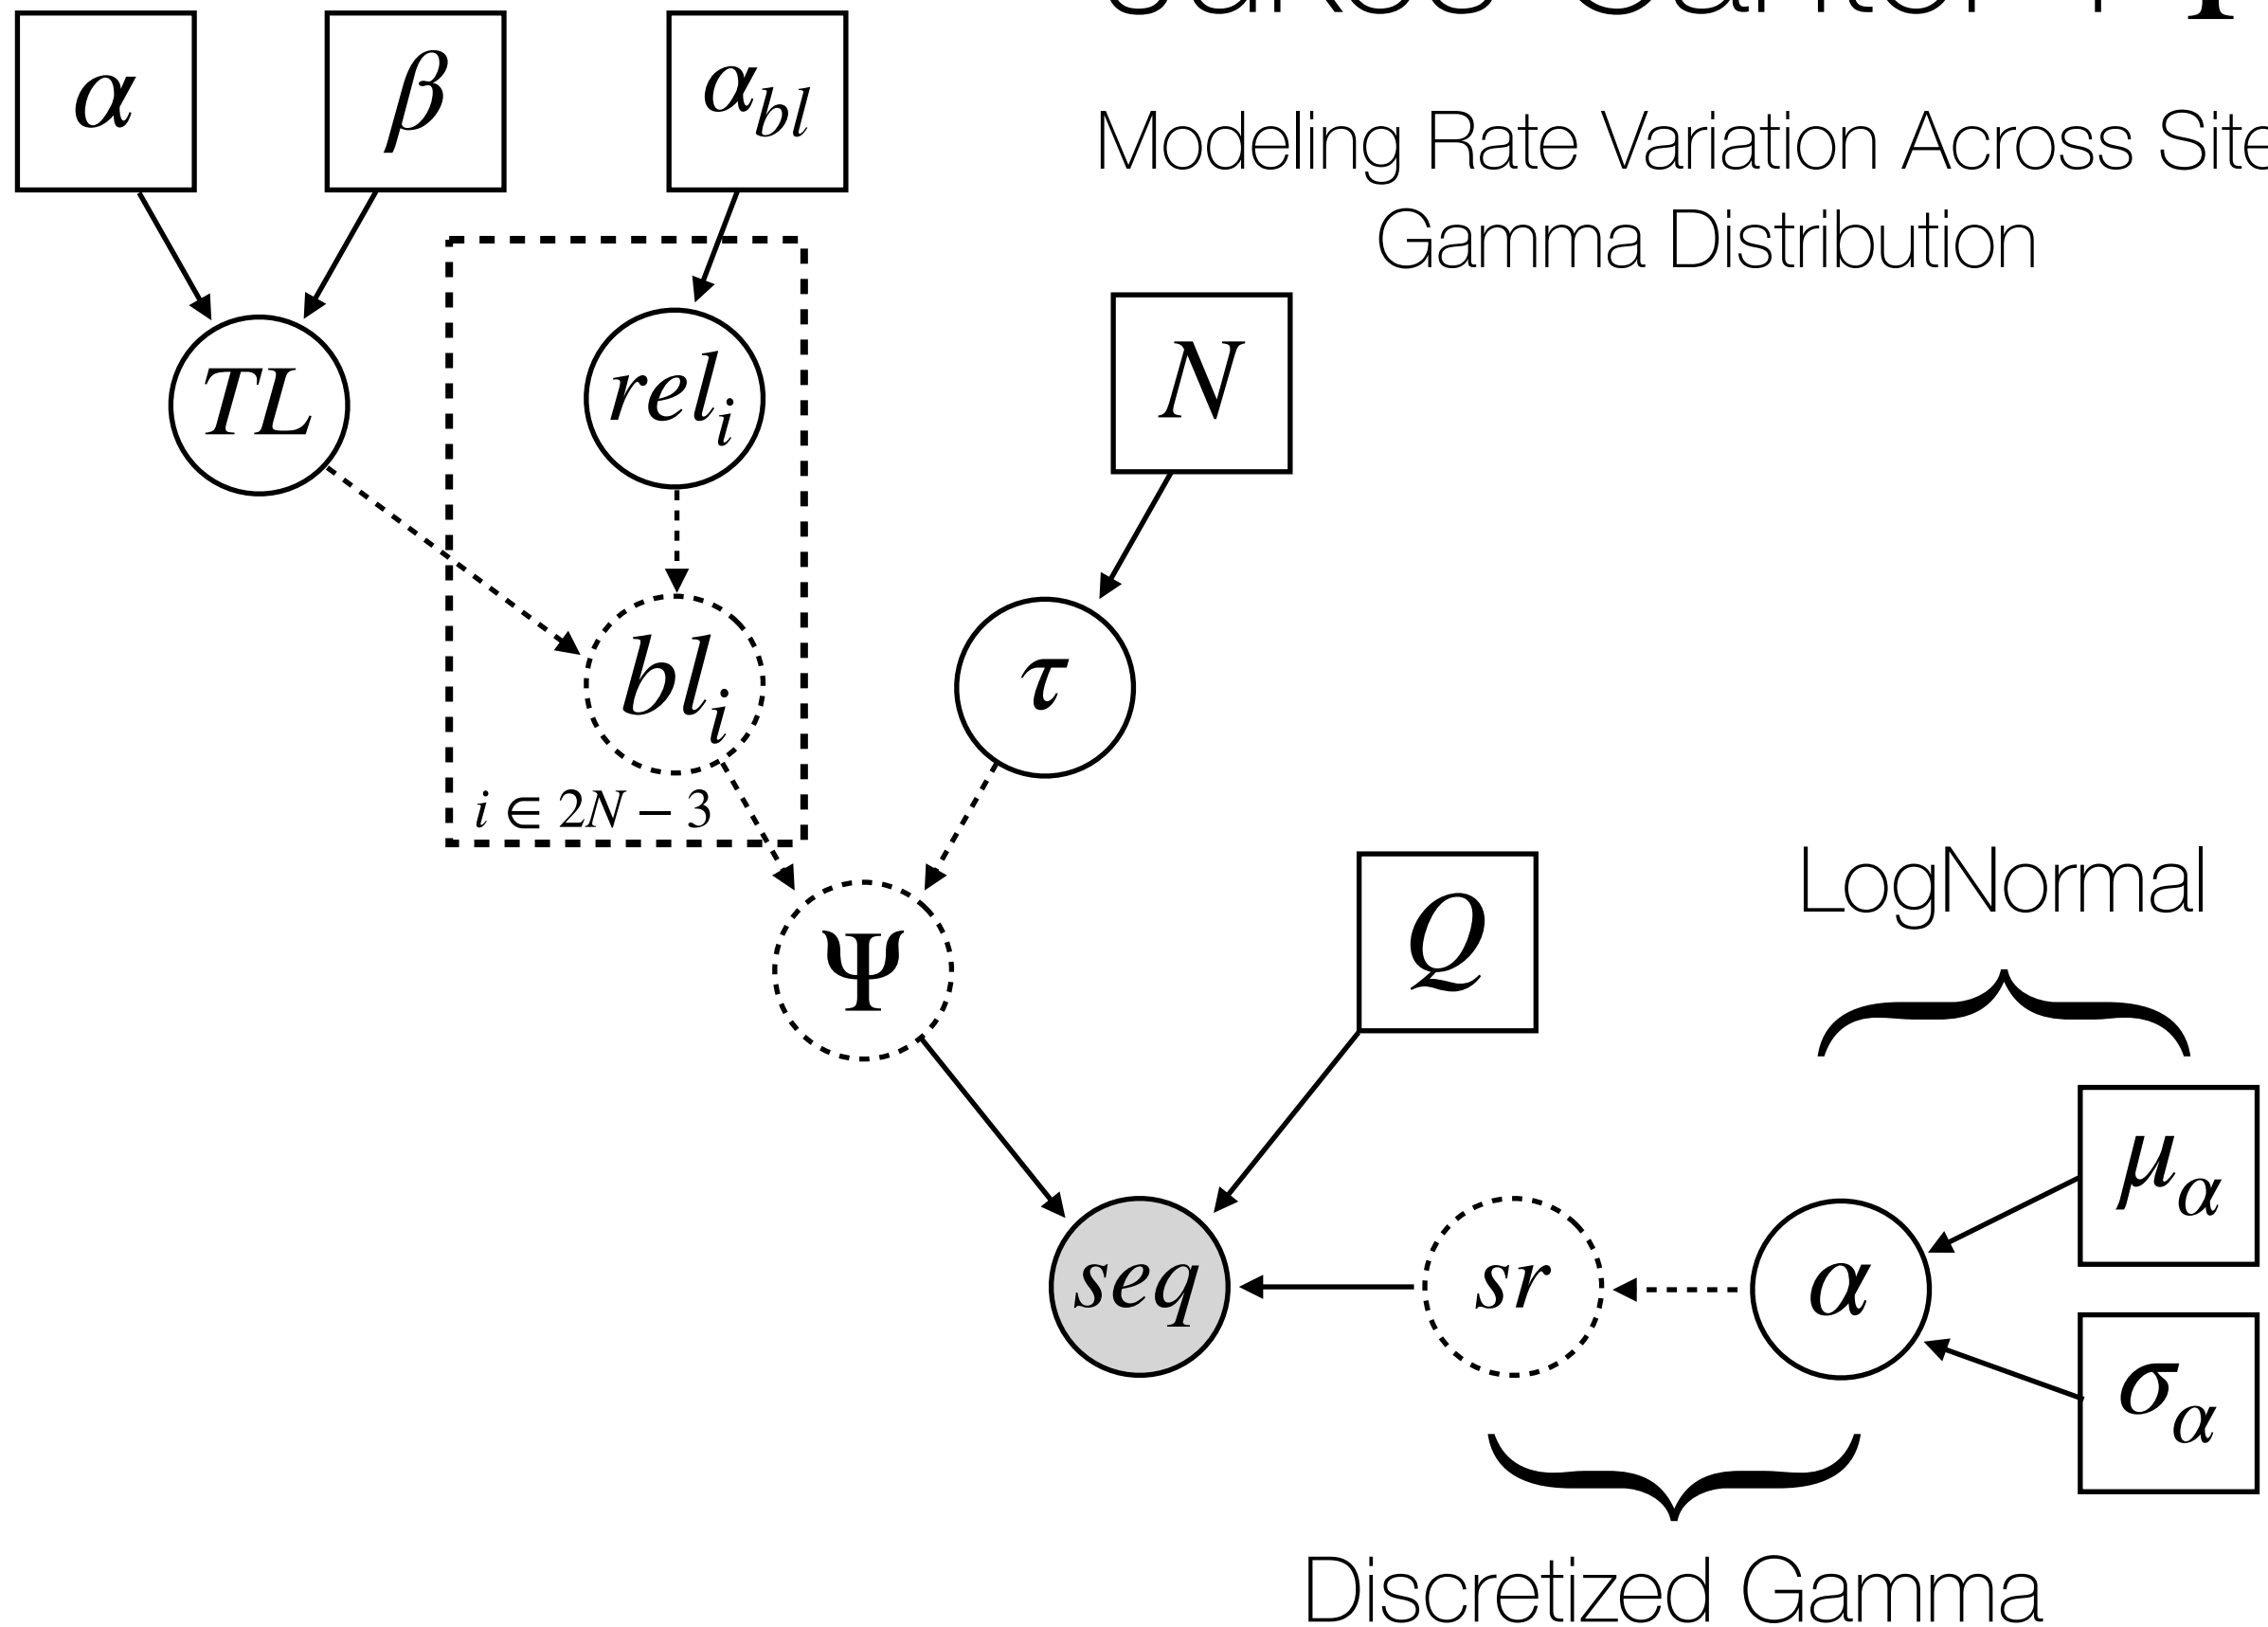 α
β
α_bl
Modeling Rate Variation Across
Gamma Distribution
N
TL
rel_i
bl_i
τ
i ∈ 2N − 3
Ψ
Q
LogNormal
μ_α
seq
sr
α
σ_α
Discretized Gamma